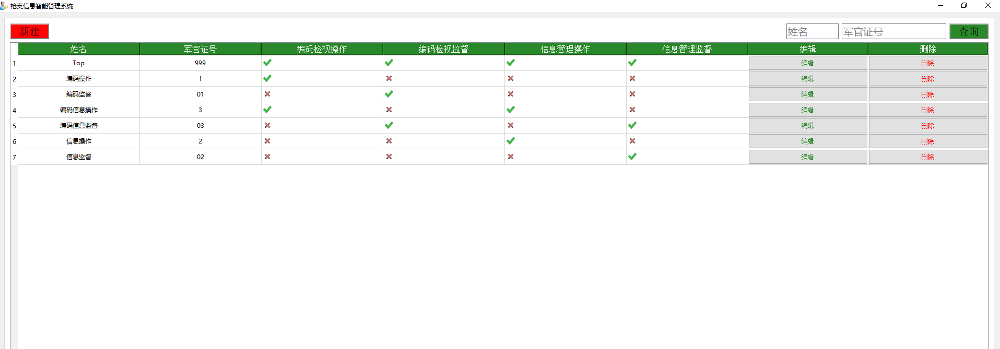 枪支信息智能管理系统
新建 姓名 军官证号 查询
姓名 军官证号 编码检视操作 编码检视监督 信息管理操作 信息管理监督 编辑 删除
1 Top 999 编辑 删除
2 编码操作 1 编辑 删除
3 编码监督 01 编辑 删除
4 编码信息操作 3 编辑 删除
5 编码信息监督 03 编辑 删除
6 信息操作 2 编辑 删除
7 信息监督 02 编辑 删除